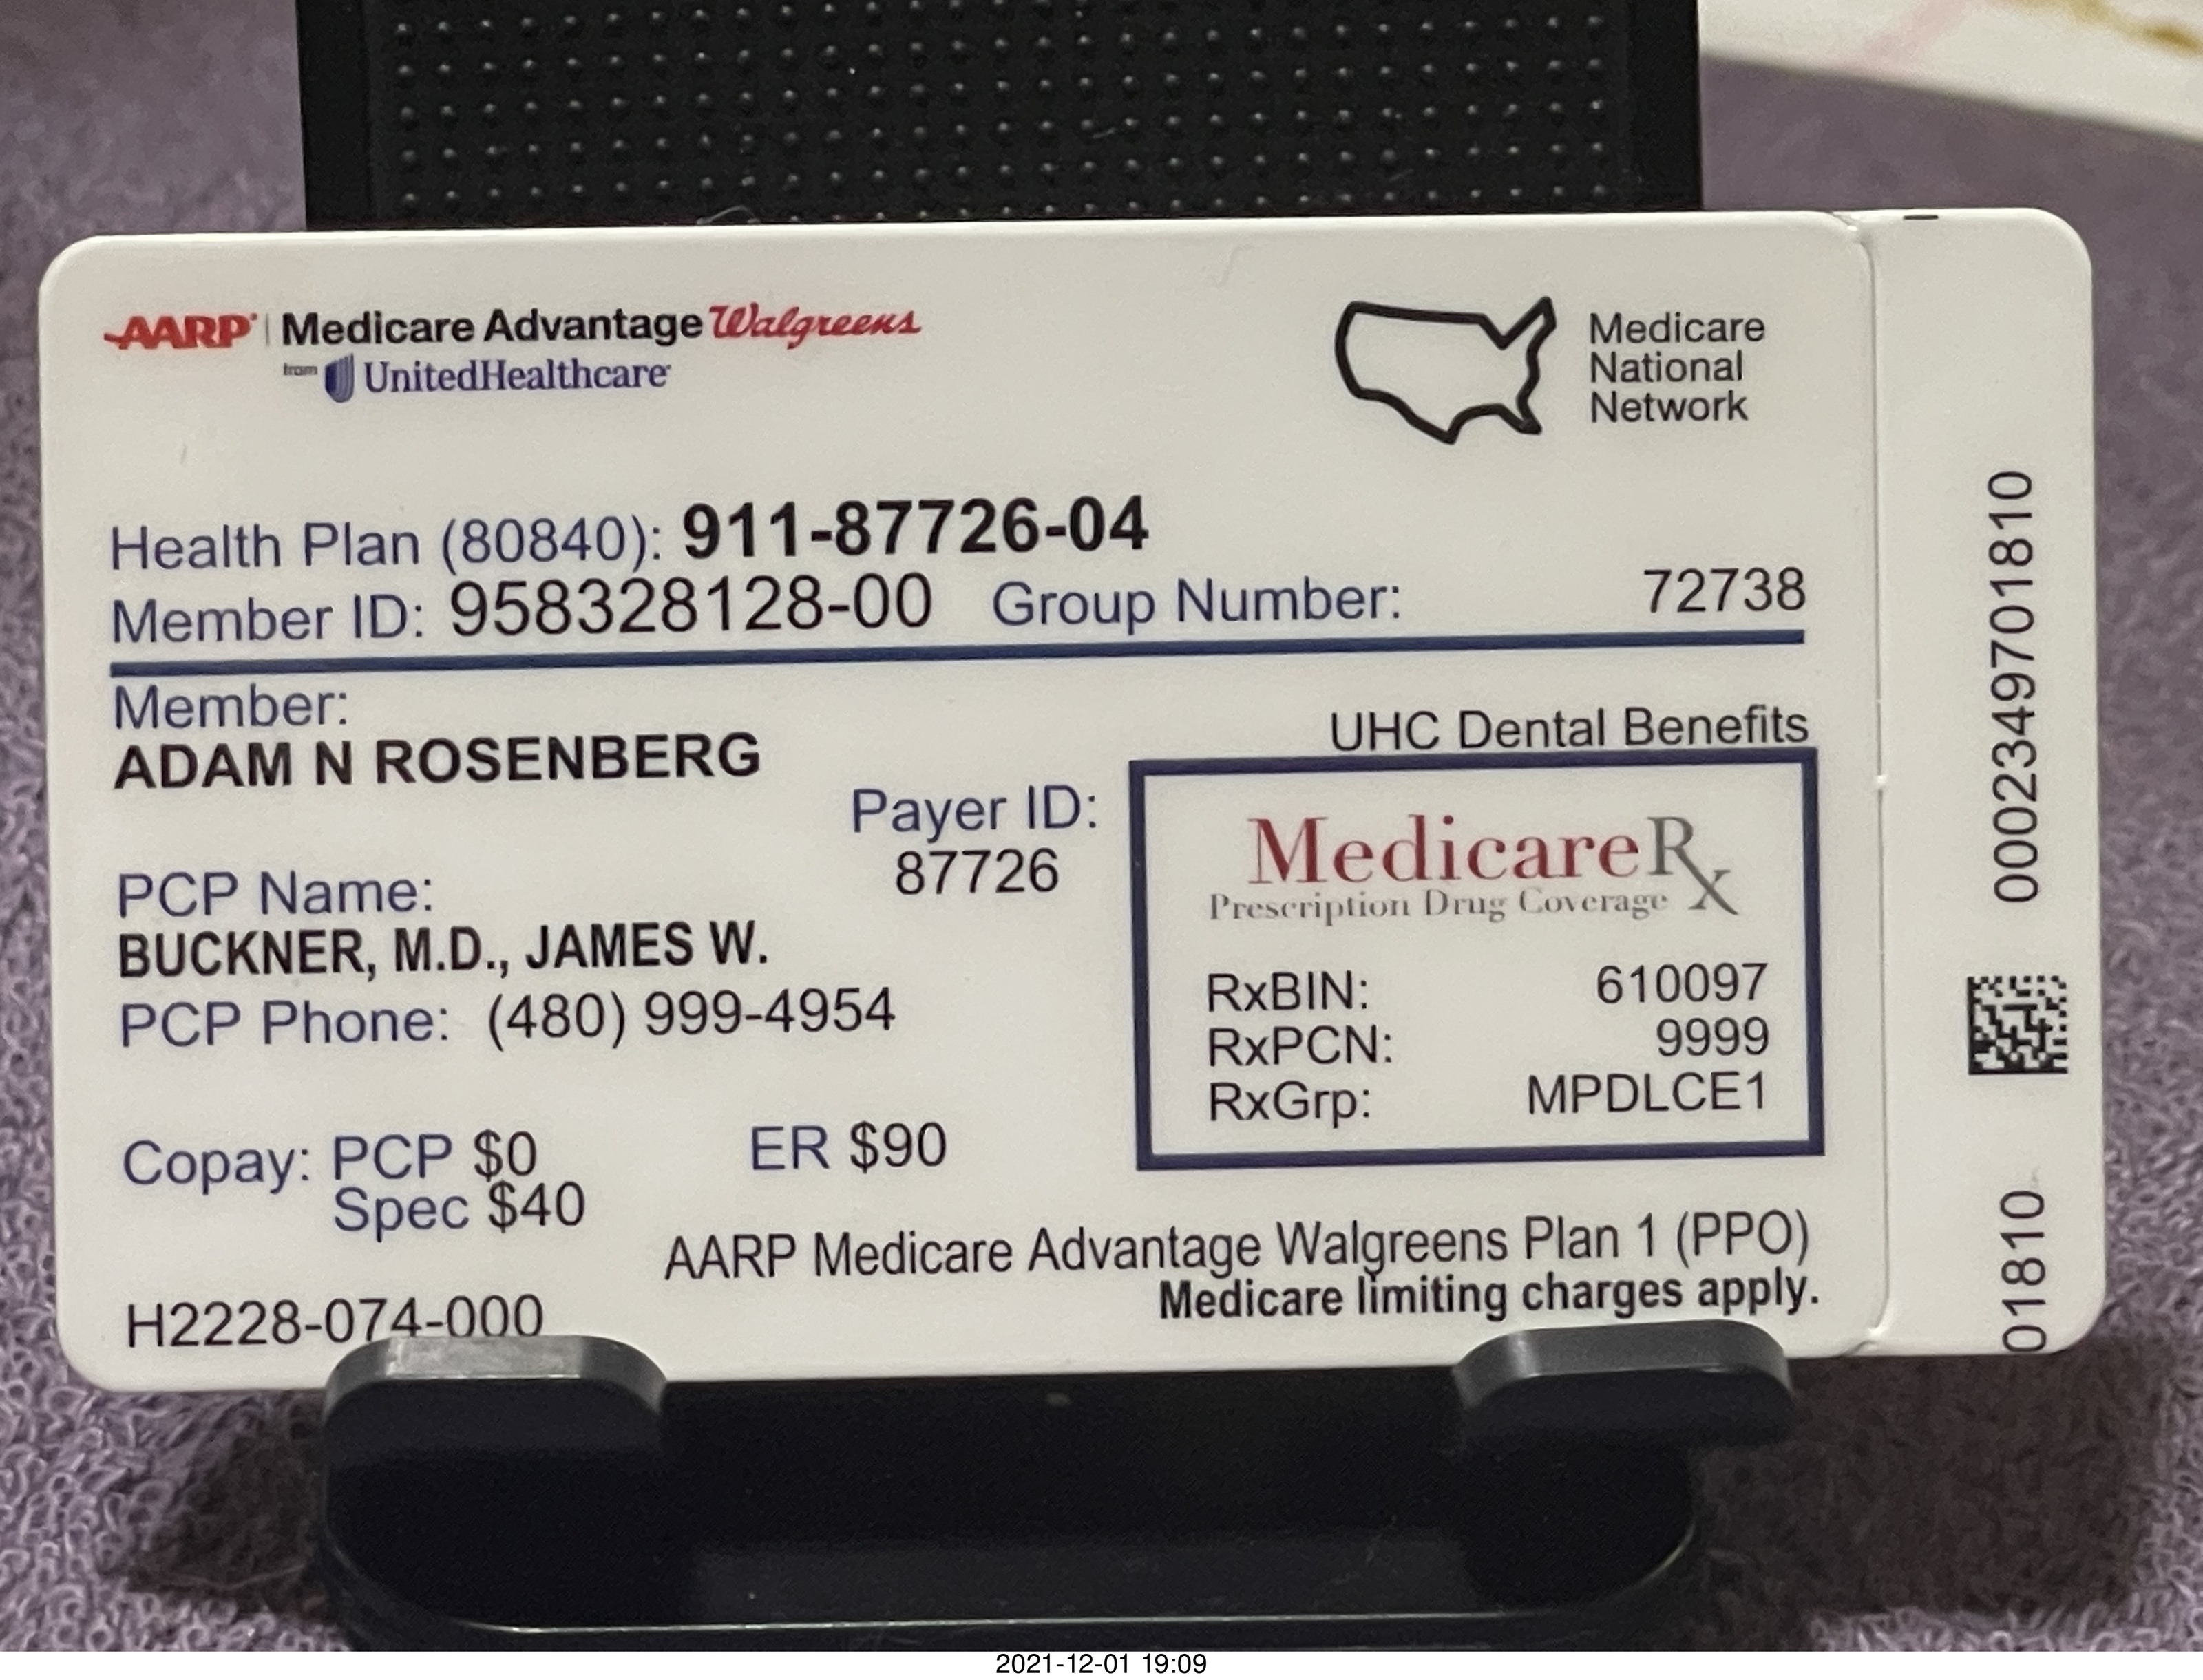 AARP | Medicare Advantage Walgreens
from UnitedHealthcare
Medicare
National
Network
Health Plan (80840): 911-87726-04
Member ID: 958328128-00 Group Number: 72738
Member:
ADAM N ROSENBERG
Payer ID:
87726
PCP Name:
BUCKNER, M.D., JAMES W.
PCP Phone: (480) 999-4954
Copay: PCP $0 ER $90
Spec $40
UHC Dental Benefits
MedicareRx
Prescription Drug Coverage
RxBIN: 610097
RxPCN: 9999
RxGrp: MPDLCE1
AARP Medicare Advantage Walgreens Plan 1 (PPO)
Medicare limiting charges apply.
H2228-074-000
0002349701810
01810
2021-12-01 19:09